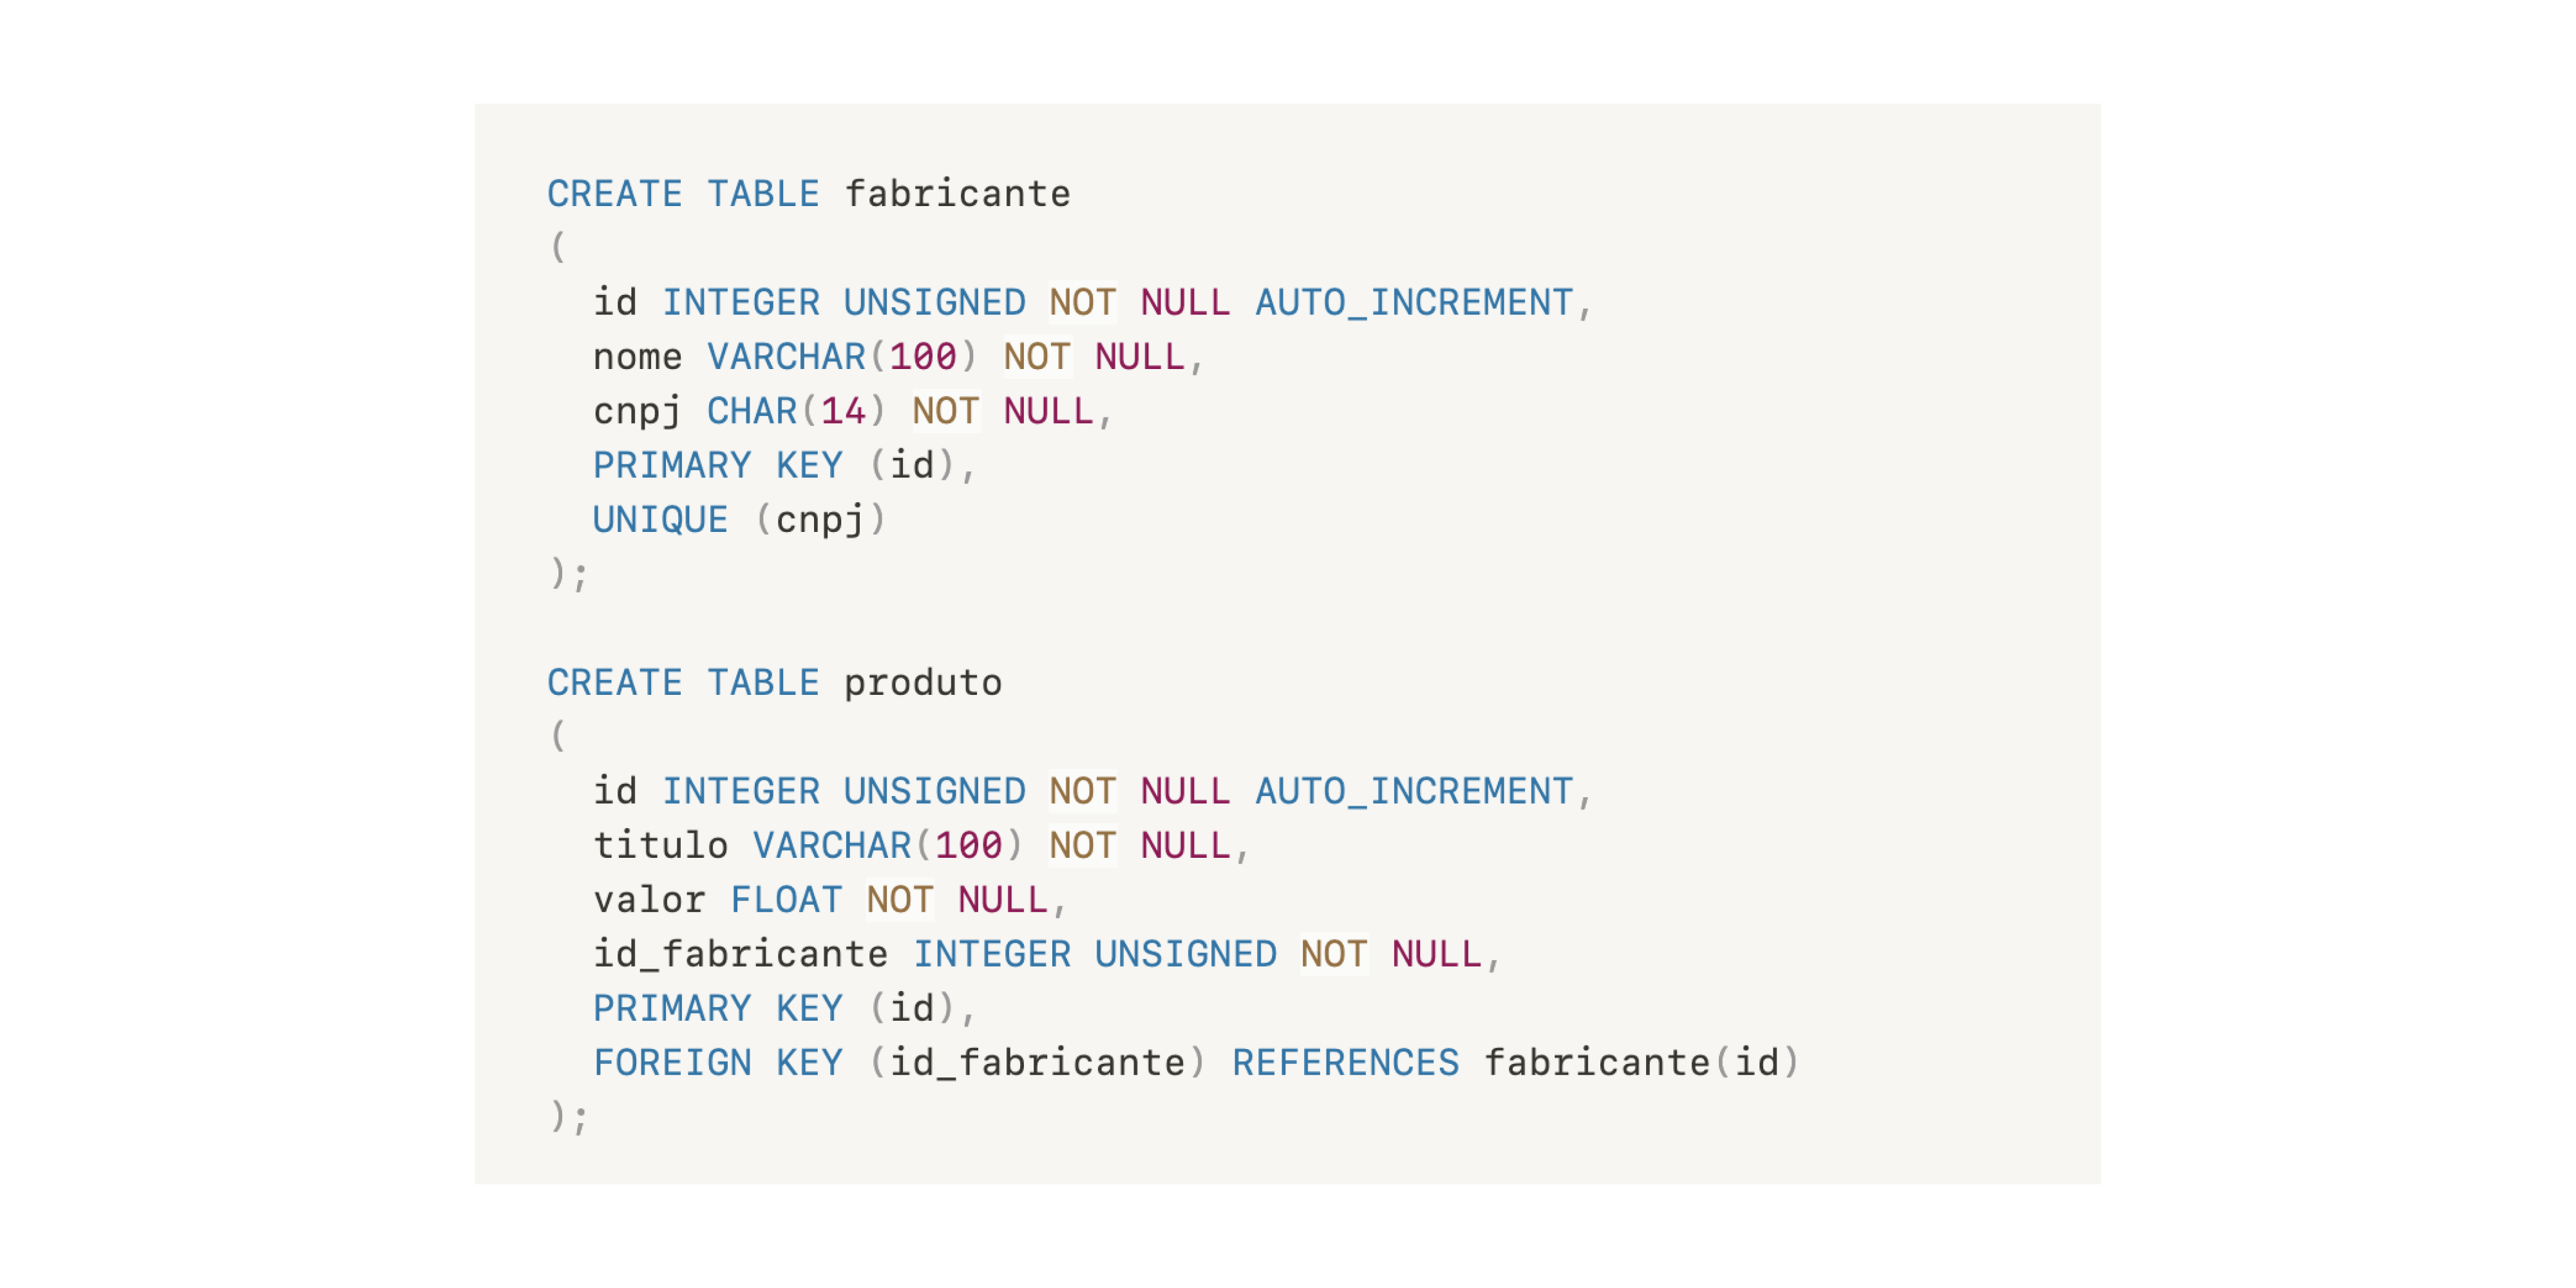 CREATE TABLE fabricante
(
  id INTEGER UNSIGNED NOT NULL AUTO_INCREMENT,
  nome VARCHAR(100) NOT NULL,
  cnpj CHAR(14) NOT NULL,
  PRIMARY KEY (id),
  UNIQUE (cnpj)
);

CREATE TABLE produto
(
  id INTEGER UNSIGNED NOT NULL AUTO_INCREMENT,
  titulo VARCHAR(100) NOT NULL,
  valor FLOAT NOT NULL,
  id_fabricante INTEGER UNSIGNED NOT NULL,
  PRIMARY KEY (id),
  FOREIGN KEY (id_fabricante) REFERENCES fabricante(id)
);